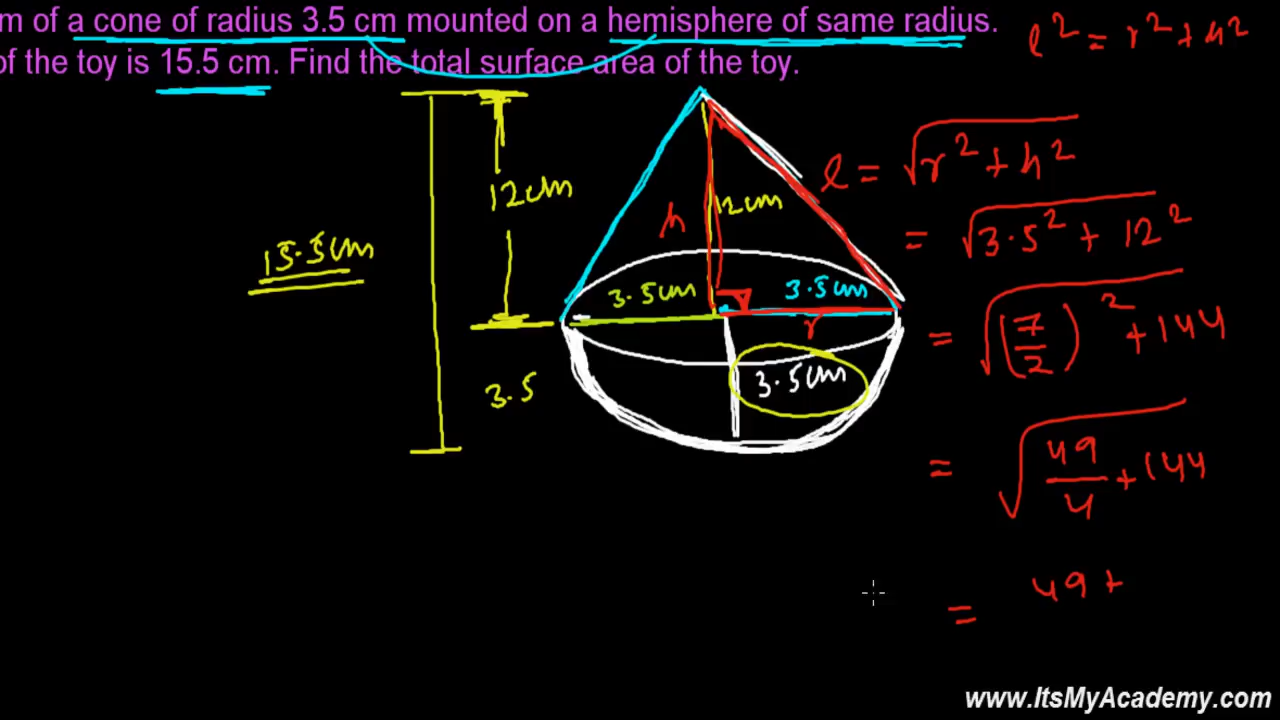 m of a cone of radius 3.5 cm mounted on a hemisphere of same radius.
of the toy is 15.5 cm. Find the total surface area of the toy.
l² = r² + h²
l = √r² + h²
= √3.5² + 12²
= √(7/2)² + 144
= √49/4 + 144
= 49 +
12cm
15.5cm
3.5
h
12cm
3.5cm
3.5cm
r
3.5cm
www.ItsMyAcademy.com